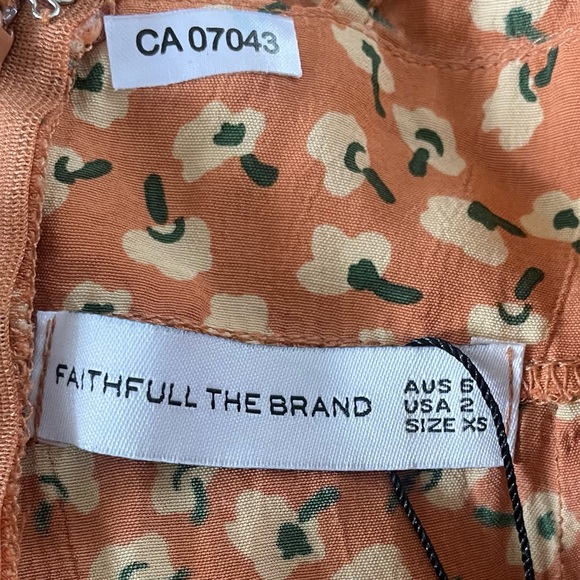 CA 07043
FAITHFULL THE BRAND
AUS 6
USA 2
SIZE XS